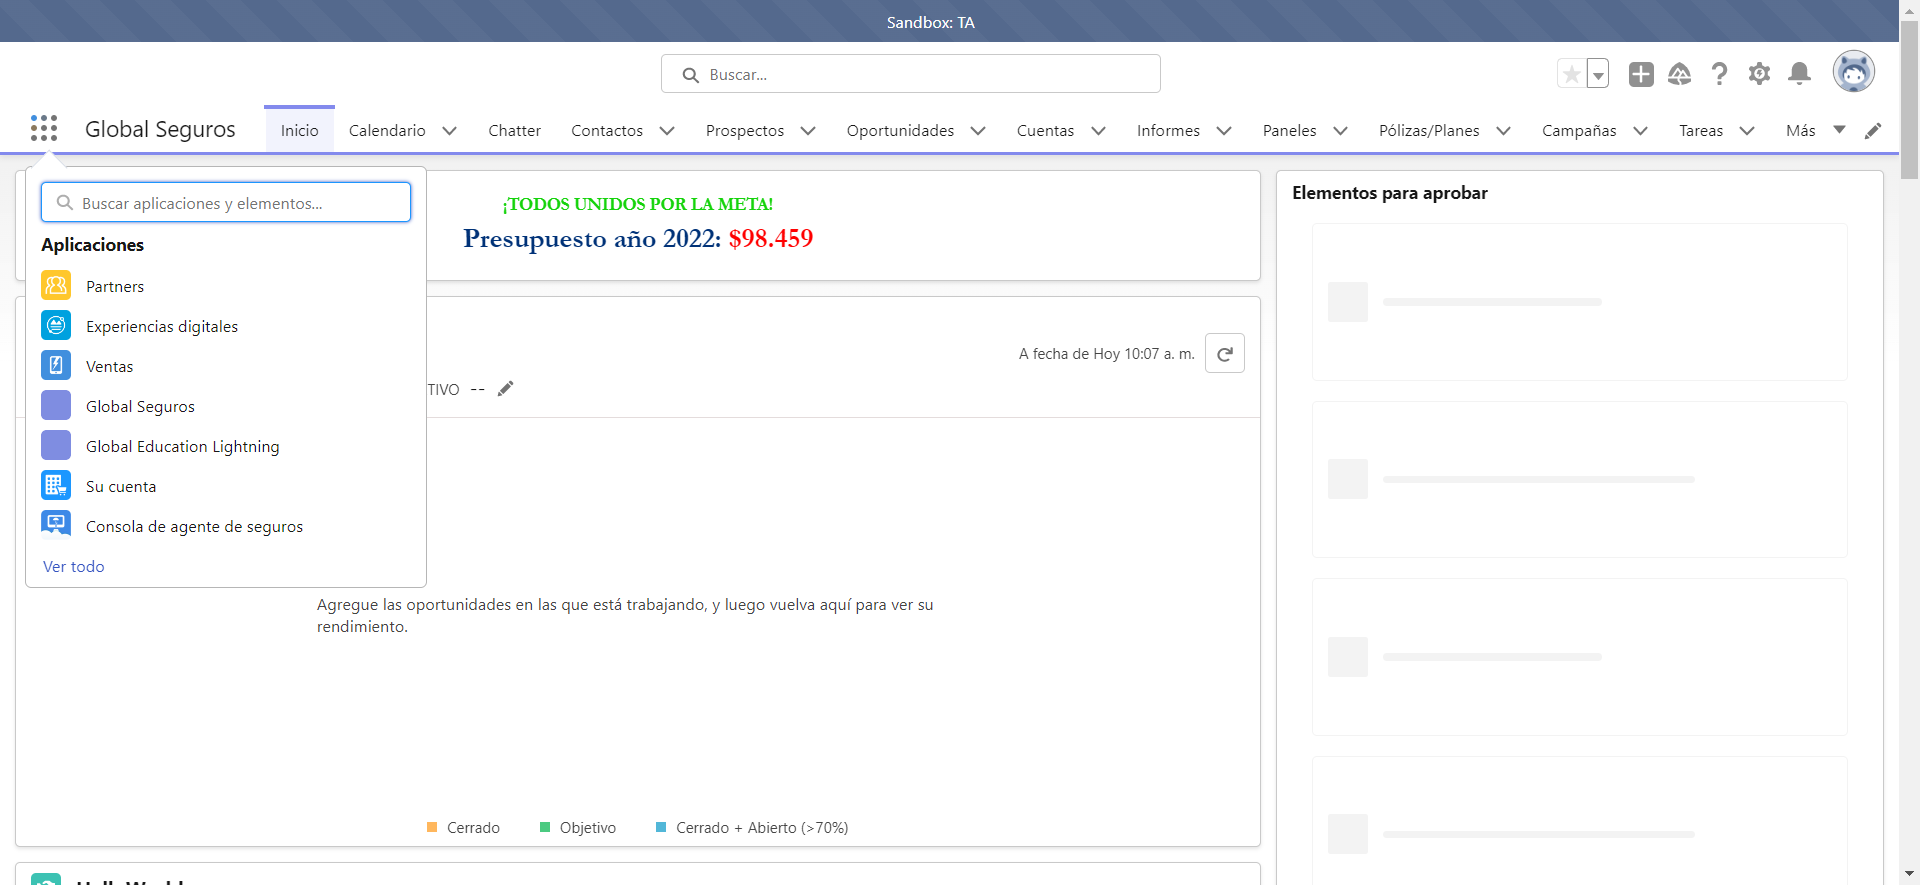 Sandbox: TA
Buscar...
Global Seguros
Inicio
Calendario
Chatter
Contactos
Prospectos
Oportunidades
Cuentas
Informes
Paneles
Pólizas/Planes
Campañas
Tareas
Más
Buscar aplicaciones y elementos...
Aplicaciones
Partners
Experiencias digitales
Ventas
Global Seguros
Global Education Lightning
Su cuenta
Consola de agente de seguros
Ver todo
¡TODOS UNIDOS POR LA META!
Presupuesto año 2022: $98.459
A fecha de Hoy 10:07 a. m.
TIVO --
Agregue las oportunidades en las que está trabajando, y luego vuelva aquí para ver su
rendimiento.
Cerrado
Objetivo
Cerrado + Abierto (>70%)
Elementos para aprobar